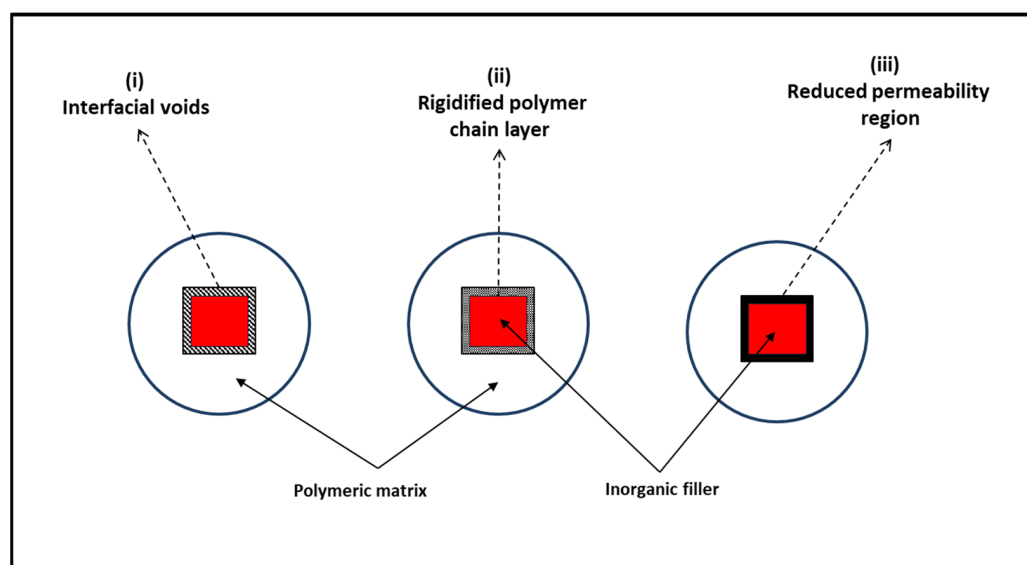 (i)
Interfacial voids
(ii)
Rigidified polymer
chain layer
(iii)
Reduced permeability
region
Polymeric matrix
Inorganic filler